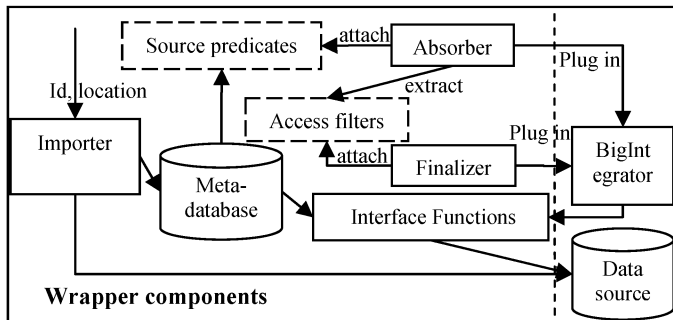 Source predicates
attach
Absorber
Plug in
Id, location
extract
Importer
Access filters
Plug in
attach
Finalizer
BigInt
egrator
Meta-
database
Interface Functions
Data
source
Wrapper components